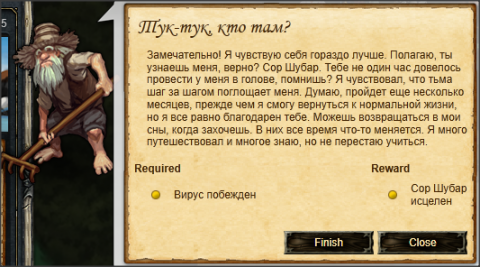 5
Тук-тук, кто там?
Замечательно! Я чувствую себя гораздо лучше. Полагаю, ты
узнаешь меня, верно? Сор Шубар. Тебе не один час довелось
провести у меня в голове, помнишь? Я чувствовал, что тьма
шаг за шагом поглощает меня. Думаю, пройдет еще несколько
месяцев, прежде чем я смогу вернуться к нормальной жизни,
но я все равно благодарен тебе. Можешь возвращаться в мои
сны, когда захочешь. В них все время что-то меняется. Я много
путешествовал и многое знаю, но не перестаю учиться.
Required
Reward
Вирус побежден
Сор Шубар
исцелен
Finish
Close